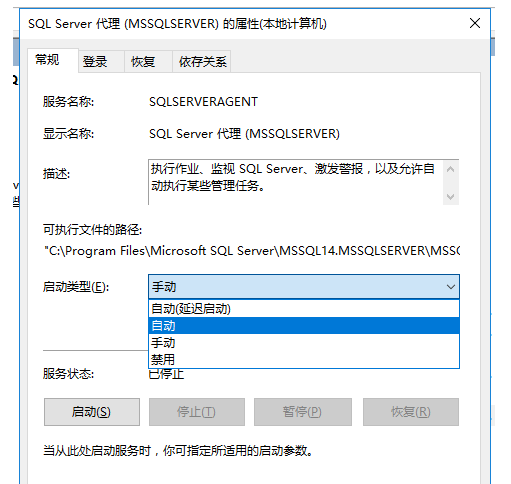 SQL Server 代理 (MSSQLSERVER) 的属性(本地计算机)
常规 登录 恢复 依存关系
服务名称: SQLSERVERAGENT
显示名称: SQL Server 代理 (MSSQLSERVER)
描述: 执行作业、监视 SQL Server、激发警报，以及允许自
动执行某些管理任务。
可执行文件的路径:
"C:\Program Files\Microsoft SQL Server\MSSQL14.MSSQLSERVER\MSSQ
启动类型(E): 手动
自动(延迟启动)
自动
手动
禁用
服务状态: 已停止
启动(S) 停止(T) 暂停(P) 恢复(R)
当从此处启动服务时，你可指定所适用的启动参数。